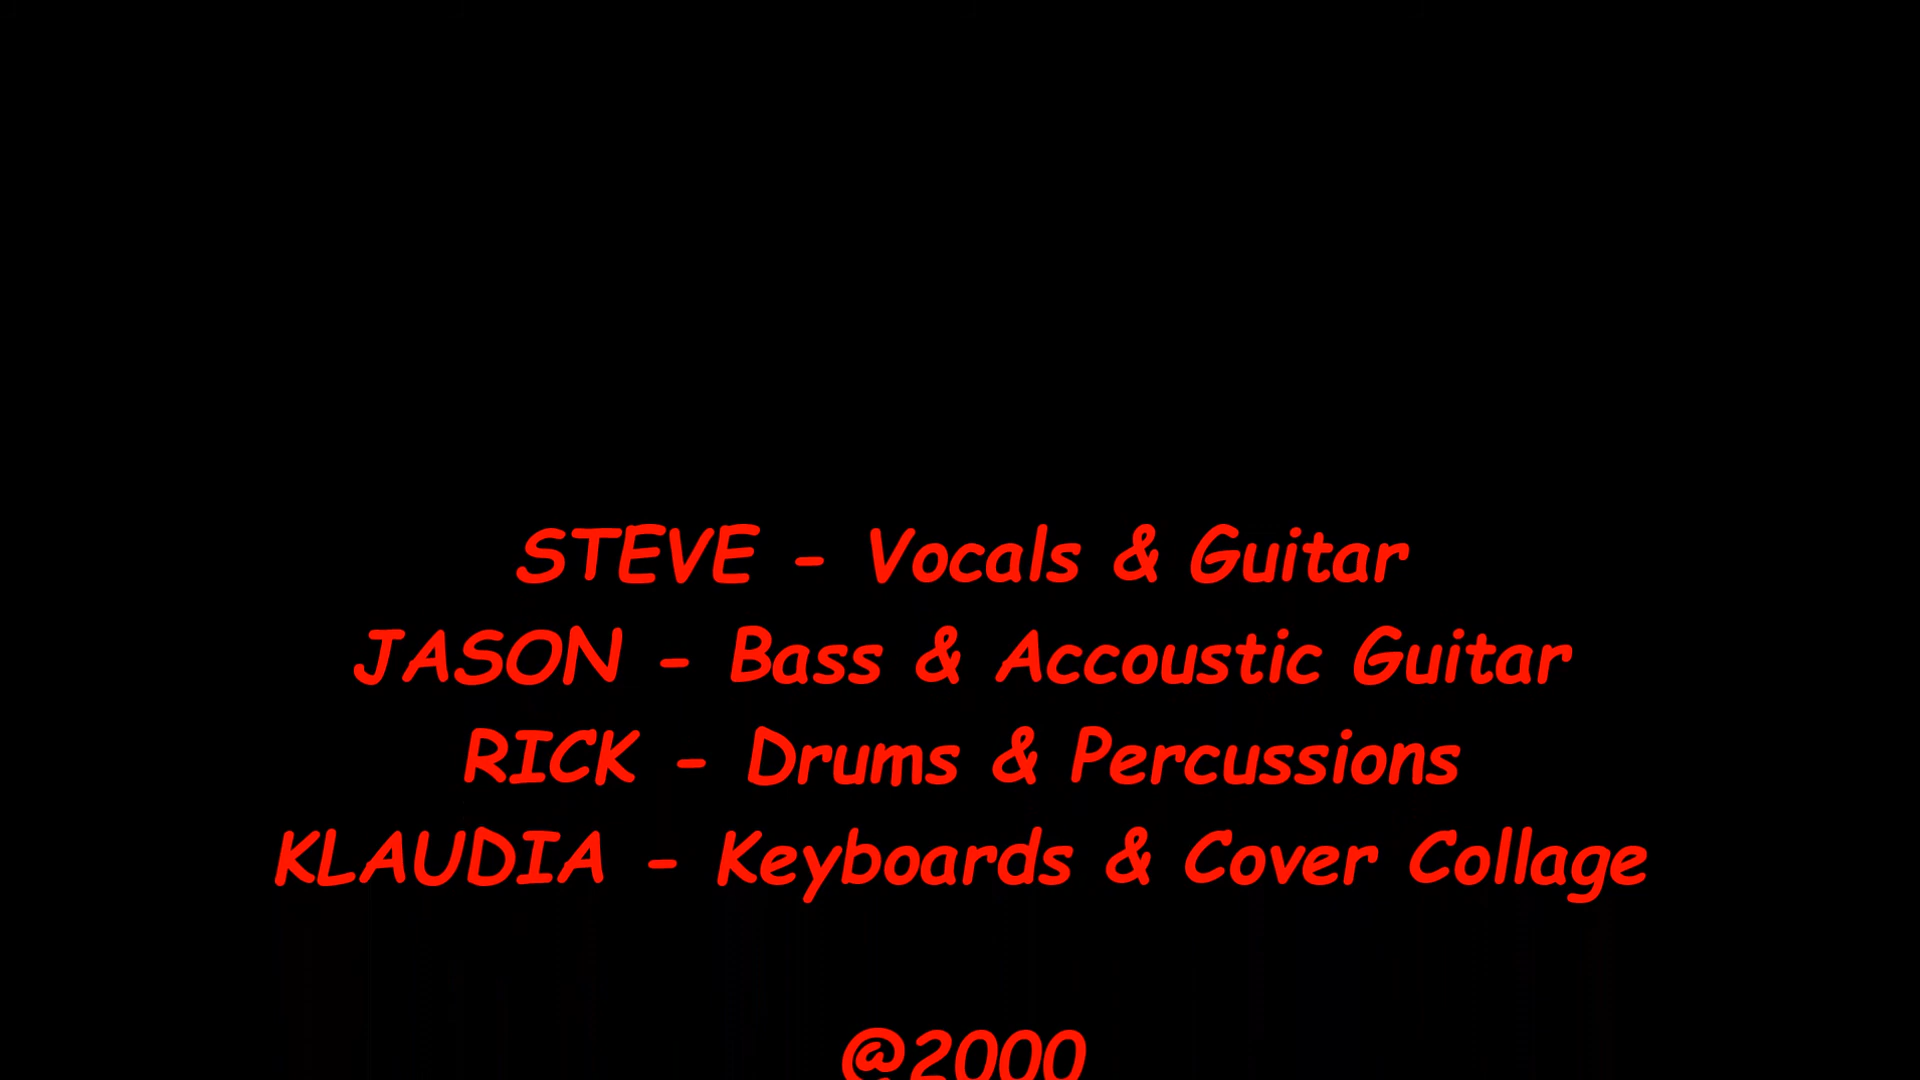 STEVE - Vocals & Guitar
JASON - Bass & Accoustic Guitar
RICK - Drums & Percussions
KLAUDIA - Keyboards & Cover Collage
@2000